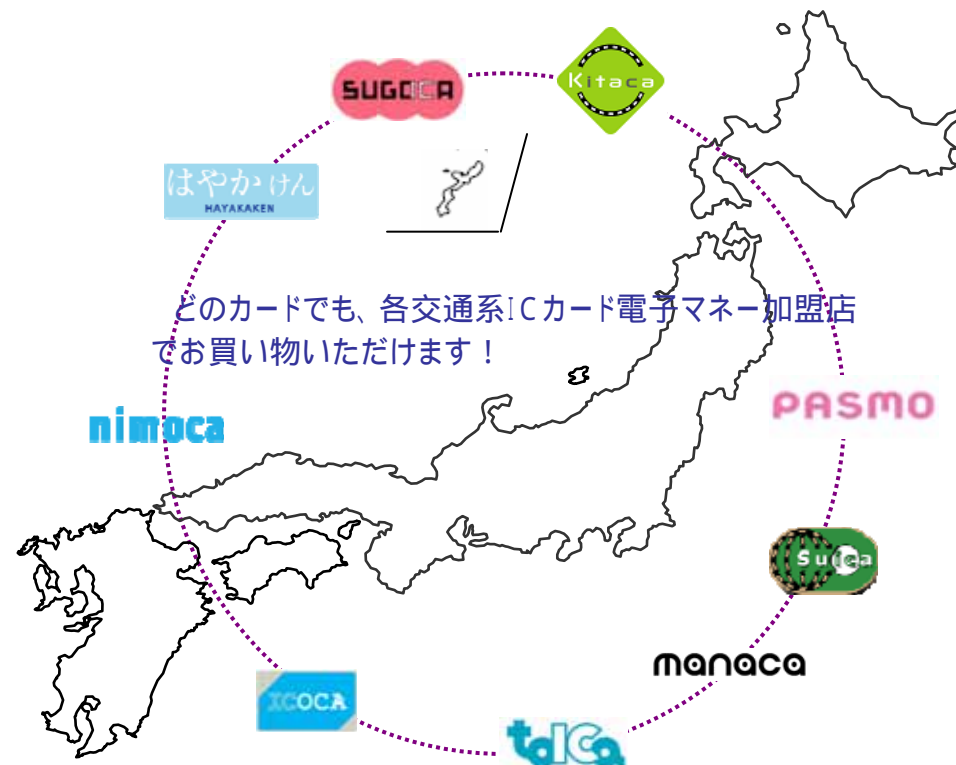 Kitaca
SUGOCA
はやかけん
HAYAKAKEN
どのカードでも、各交通系ICカード電子マネー加盟店
でお買い物いただけます！
PASMO
nimoca
Suica
manaca
ICOCA
toICa